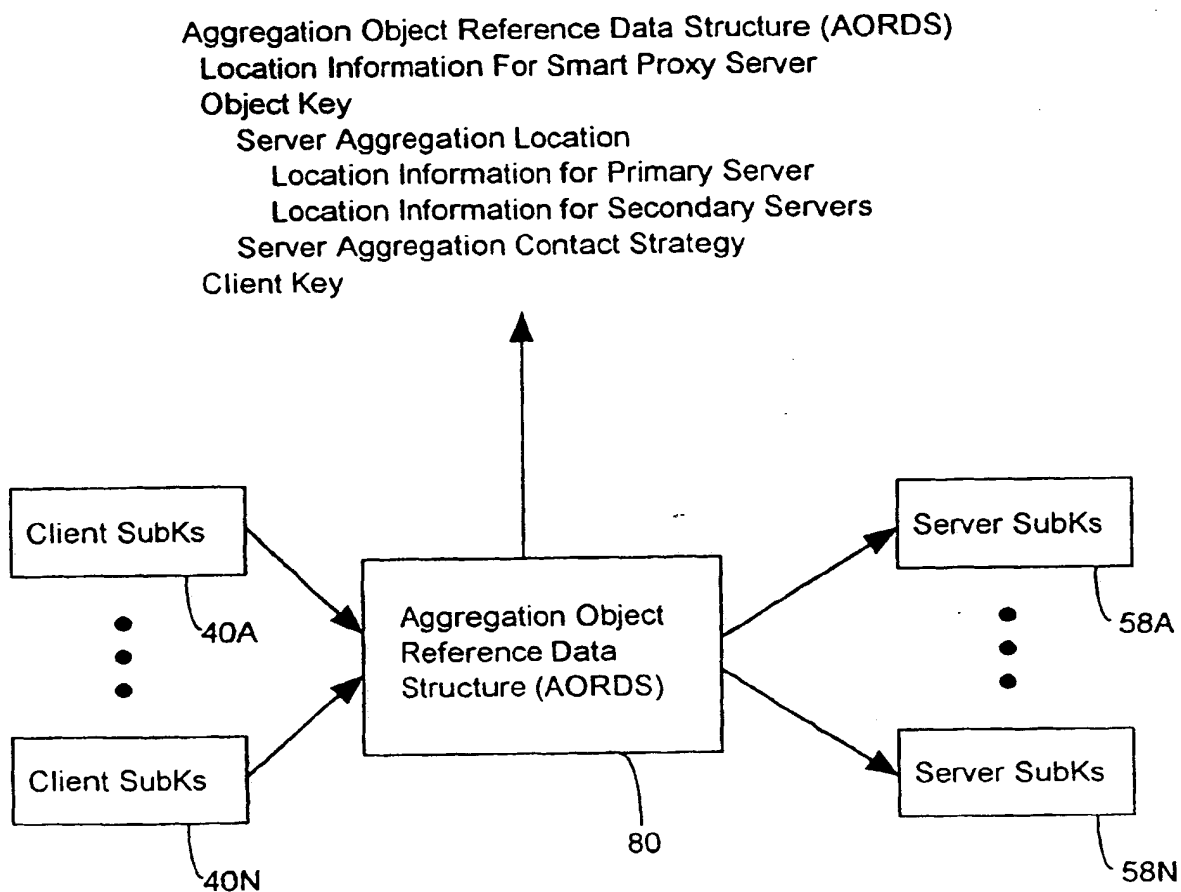 Aggregation Object Reference Data Structure (AORDS)
Location Information For Smart Proxy Server
Object Key
Server Aggregation Location
Location Information for Primary Server
Location Information for Secondary Servers
Server Aggregation Contact Strategy
Client Key
Client SubKs
40A
Client SubKs
40N
Aggregation Object
Reference Data
Structure (AORDS)
80
Server SubKs
58A
Server SubKs
58N